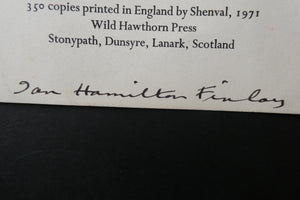 350 copies printed in England by Shenval, 1971
Wild Hawthorn Press
Stonypath, Dunsyre, Lanark, Scotland
Ian Hamilton Finlay